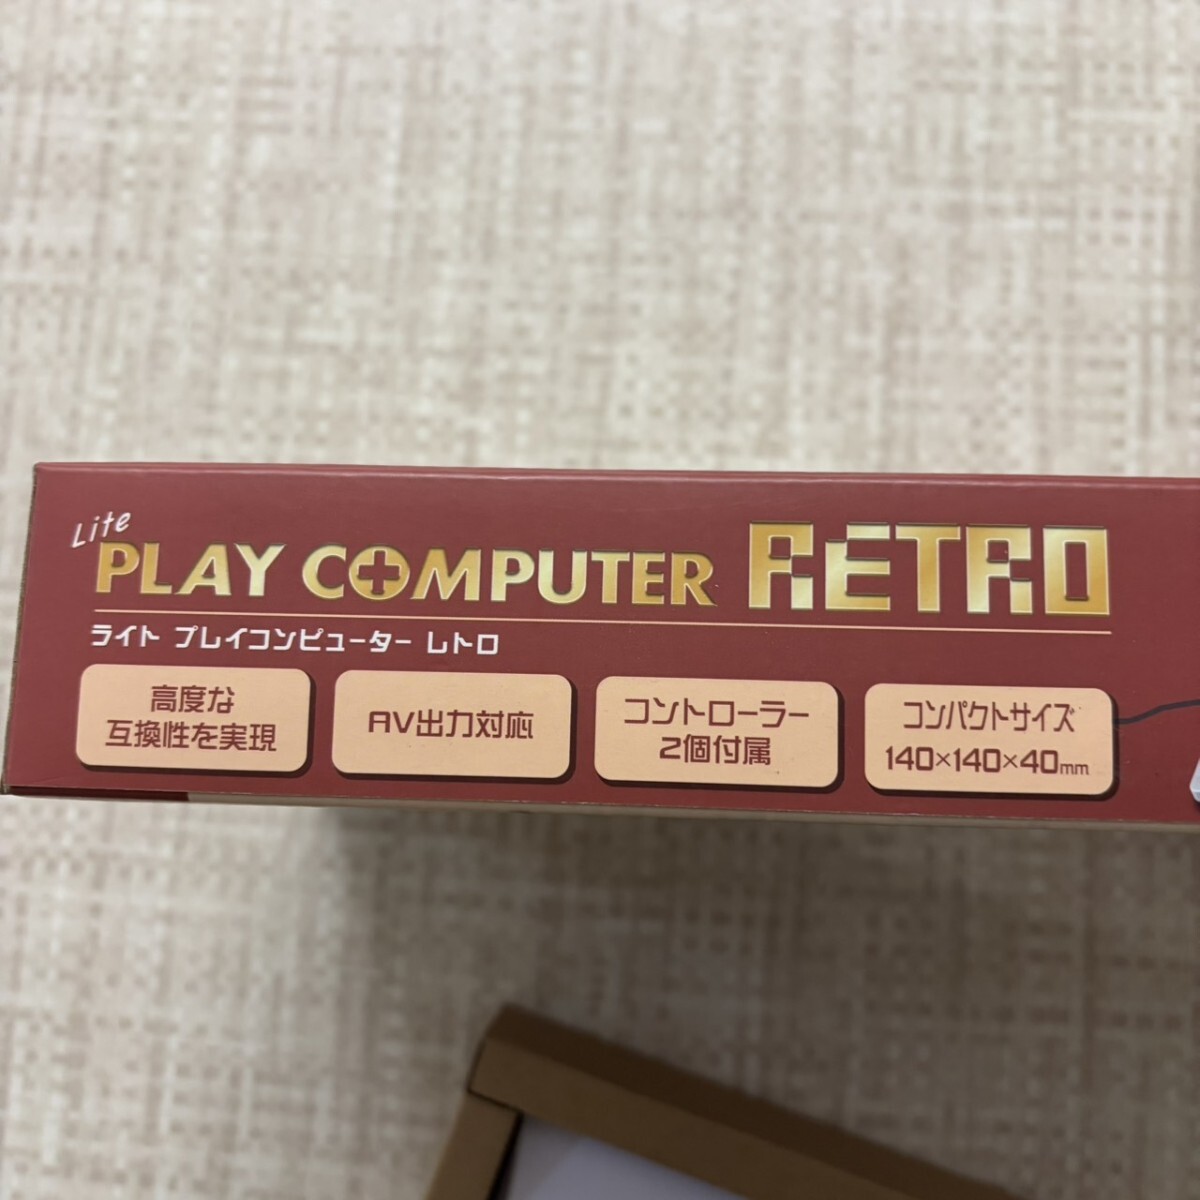 Lite
PLAY COMPUTER RETRO
ライト プレイコンピューター レトロ
高度な
互換性を実現
AV出力対応
コントローラー
2個付属
コンパクトサイズ
140×140×40mm